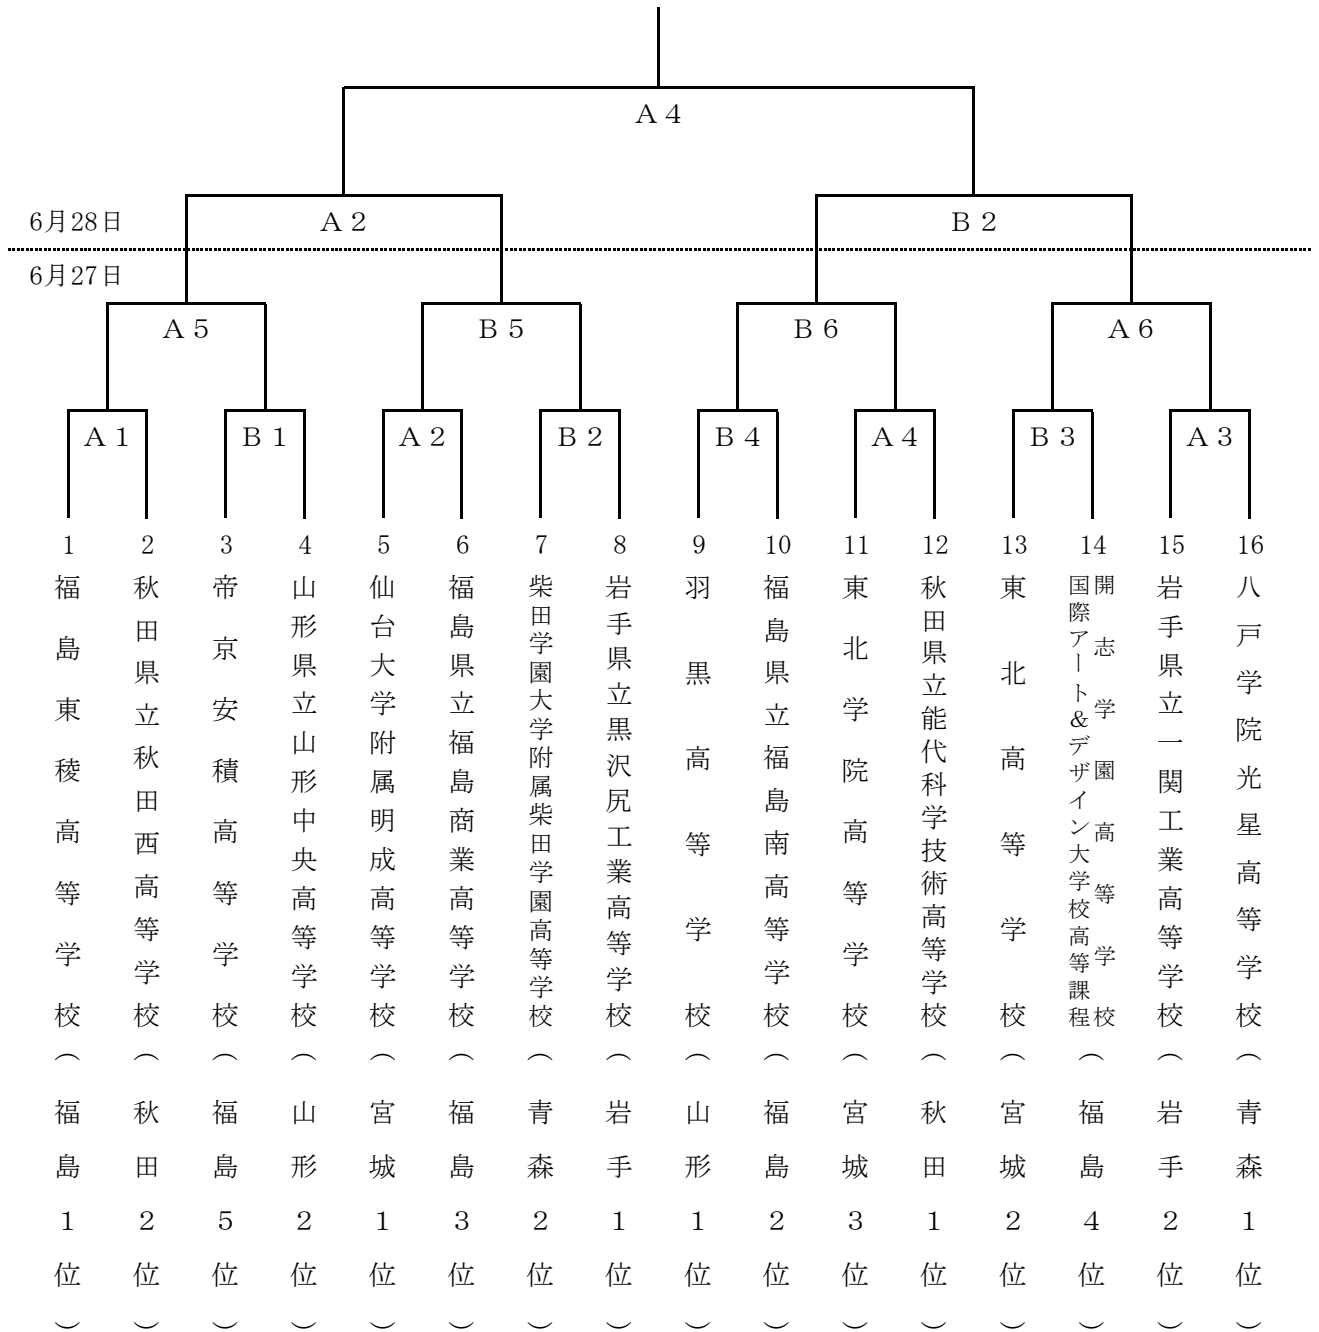 A4
6月28日
A2
B2
6月27日
A5
B5
B6
A6
A1
B1
A2
B2
B4
A4
B3
A3
1
福島東稜高等学校（福島1位）
2
秋田県立秋田西高等学校（秋田2位）
3
帝京安積高等学校（福島5位）
4
山形県立山形中央高等学校（山形2位）
5
仙台大学附属明成高等学校（宮城1位）
6
福島県立福島商業高等学校（福島3位）
7
柴田学園大学附属柴田学園高等学校（青森2位）
8
岩手県立黒沢尻工業高等学校（岩手1位）
9
羽黒高等学校（山形1位）
10
福島県立福島南高等学校（福島2位）
11
東北学院高等学校（宮城3位）
12
秋田県立能代科学技術高等学校（秋田1位）
13
東北高等学校（宮城2位）
14
開志学園高等学校
国際アート&デザイン大学校高等課程
（福島4位）
15
岩手県立一関工業高等学校（岩手2位）
16
八戸学院光星高等学校（青森1位）